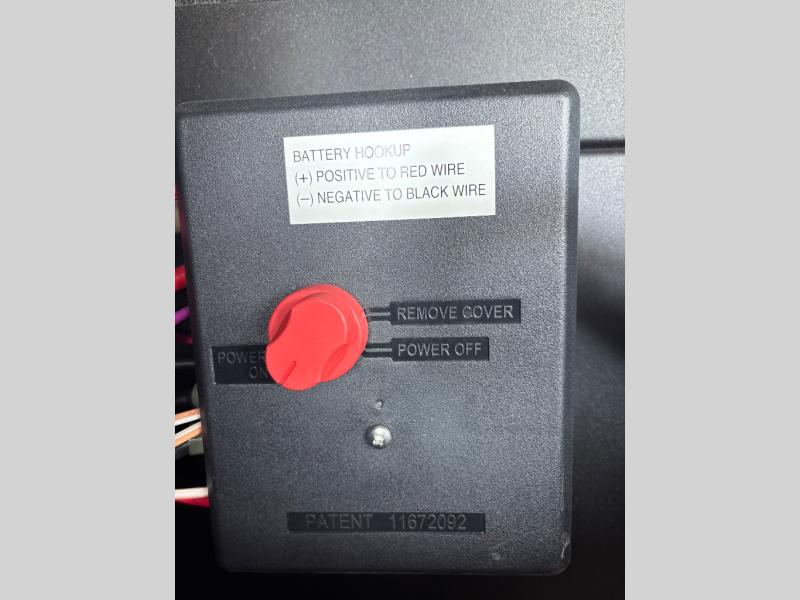 BATTERY HOOKUP
(+) POSITIVE TO RED WIRE
(–) NEGATIVE TO BLACK WIRE
REMOVE COVER
POWER OFF
POWER
ON
PATENT 11672092